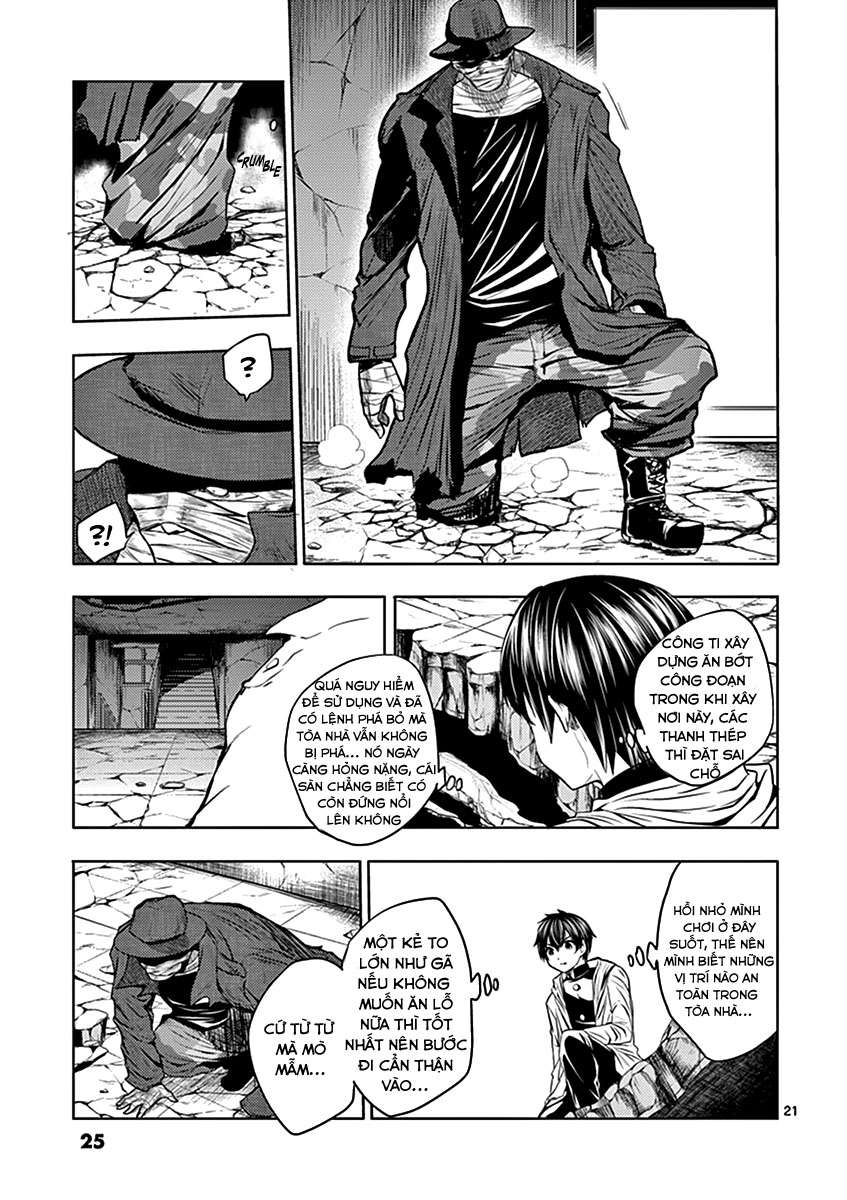 CRUMBLE
?
?!
CÔNG TI XÂY
DỰNG ĂN BỚT
CÔNG ĐOẠN
TRONG KHI XÂY
NƠI NÀY, CÁC
THANH THÉP
THÌ ĐẶT SAI
CHỖ
QUÁ NGUY HIỂM
ĐỂ SỬ DỤNG VÀ ĐÃ
CÓ LỆNH PHÁ BỎ MÀ
TÒA NHÀ VẪN KHÔNG
BỊ PHÁ... NÓ NGÀY
CÀNG HỎNG NẶNG, CÁI
SÀN CHẲNG BIẾT CÓ
CÒN ĐỨNG NỔI
LÊN KHÔNG
HỒI NHỎ MÌNH
CHƠI Ở ĐÂY
SUỐT, THẾ NÊN
MÌNH BIẾT NHỮNG
VỊ TRÍ NÀO AN
TOÀN TRONG
TÒA NHÀ...
MỘT KẺ TO
LỚN NHƯ GÃ
NẾU KHÔNG
MUỐN ĂN LỖ
NỮA THÌ TỐT
NHẤT NÊN BƯỚC
ĐI CẨN THẬN
VÀO...
CỨ TỪ TỪ
MÀ MÒ
MẪM...
21
25